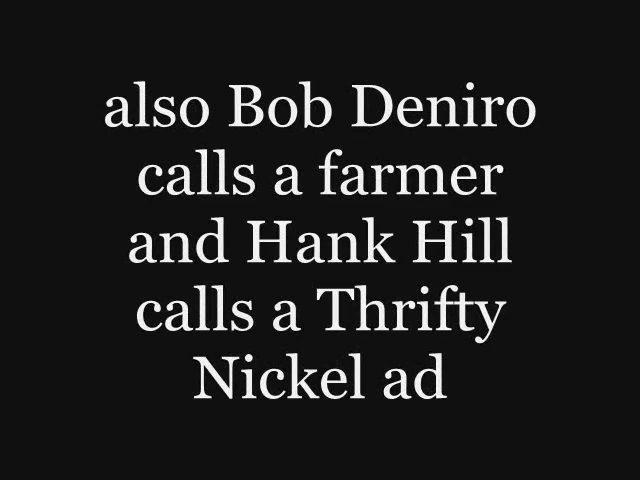 also Bob Deniro
calls a farmer
and Hank Hill
calls a Thrifty
Nickel ad